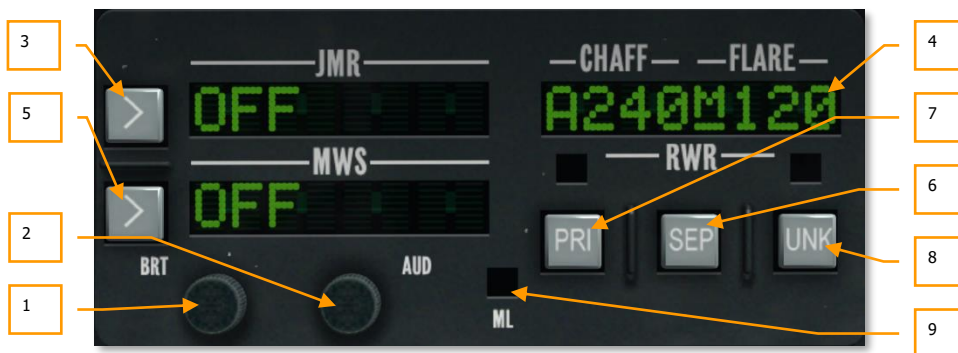 3
JMR
CHAFF FLARE
4
OFF
A240M120
5
7
MWS
RWR
OFF
6
PRI SEP UNK
2
BRT
AUD
8
1
ML
9